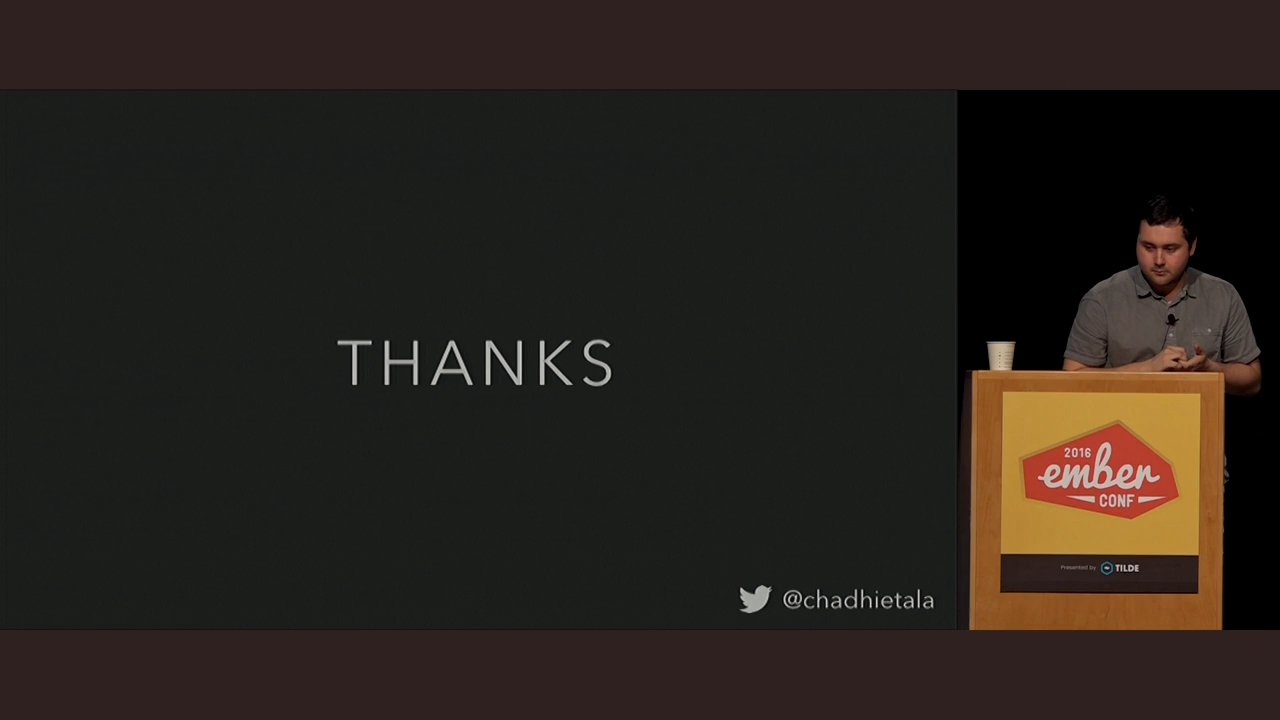 THANKS
@chadhietala
2016
ember
CONF
Presented by TILDE